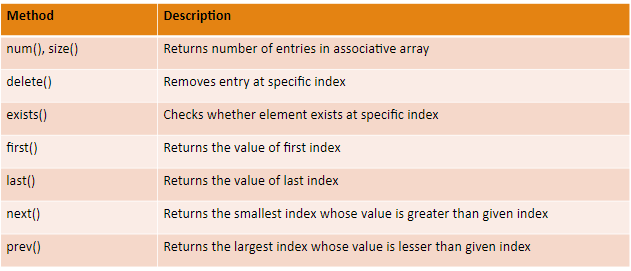 Method Description
num(), size() Returns number of entries in associative array
delete() Removes entry at specific index
exists() Checks whether element exists at specific index
first() Returns the value of first index
last() Returns the value of last index
next() Returns the smallest index whose value is greater than given index
prev() Returns the largest index whose value is lesser than given index